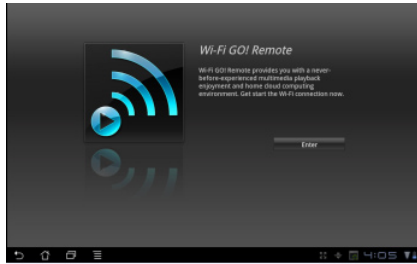 Wi-Fi GO! Remote
Wi-Fi GO! Remote provides you with a never-
before-experienced multimedia playback
enjoyment and home cloud computing
environment. Get start the Wi-Fi connection now.
Enter
4:05